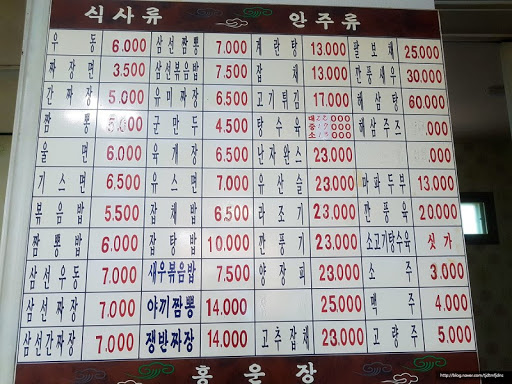 식사류 안주류
우동 6.000 삼선짬뽕 7.000 계란탕 13.000 팔보채 25.000
짜장면 3.500 삼선볶음밥 7.500 잡채 13.000 깐풍새우 30.000
간짜장 5.000 유미짜장 6.500 고기튀김 17.000 해삼탕 60.000
짬뽕 5.000 군만두 4.500 탕수육 대22.000 중17.000 소13.000 해삼주즈 .000
울면 6.000 육개장 6.500 난자완스 23.000 .000
기스면 6.500 유스면 7.000 유산슬 23.000 마파두부 13.000
볶음밥 5.500 잡채밥 6.500 라조기 23.000 깐풍육 20.000
짬뽕밥 6.000 잡탕밥 10.000 깐풍기 23.000 소고기탕수육 싯가
삼선우동 7.000 새우볶음밥 7.500 양장피 23.000 소주 3.000
삼선짜장 7.000 야끼짬뽕 14.000 25.000 맥주 4.000
삼선간짜장 7.000 쟁반짜장 14.000 고추잡채 23.000 고량주 5.000
홍운장
http://blog.naver.com/tjdtmfjdnc